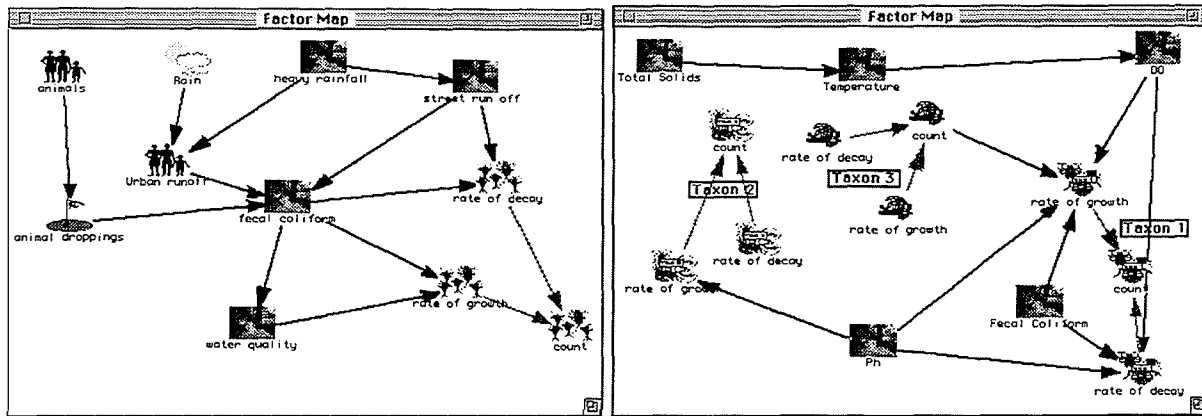 Factor Map
animals
Rain
heavy rainfall
street run off
Urban runoff
rate of decay
fecal coliform
animal droppings
rate of growth
water quality
count
Factor Map
Total Solids
Temperature
DO
count
rate of decay
count
Taxon 2
Taxon 3
rate of growth
rate of growth
Taxon 1
rate of decay
rate of growth
count
Fecal Coliform
Ph
rate of decay